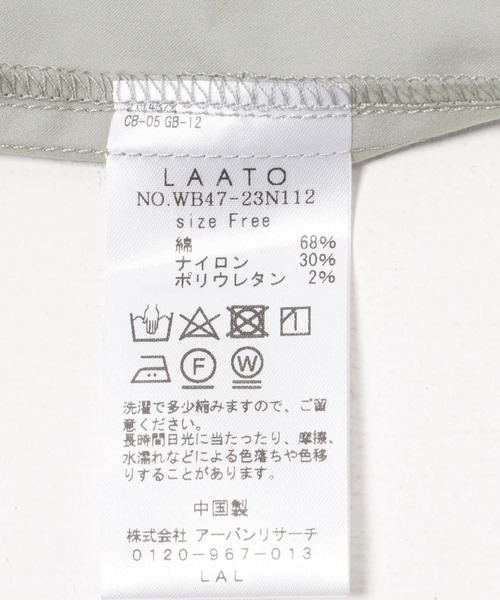 CB-05 GB-12
LAATO
NO.WB47-23N112
size Free
綿 68%
ナイロン 30%
ポリウレタン 2%
F W
洗濯で多少縮みますので、ご留
意ください。
長時間日光に当たったり、摩擦、
水濡れなどによる色落ちや色移
りすることがあります。
中国製
株式会社 アーバンリサーチ
0120-967-013
LAL